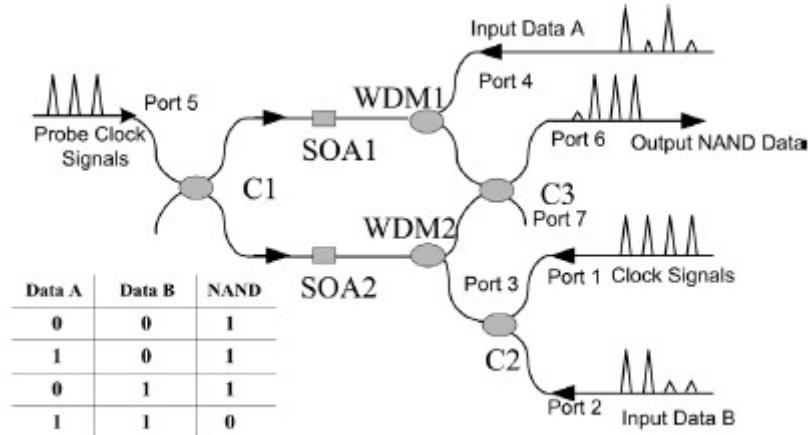 Input Data A
Port 4
WDM1
Port 5
Probe Clock
Signals
SOA1
Port 6
Output NAND Data
C1
C3
Port 7
WDM2
SOA2
Port 3
Port 1
Clock Signals
C2
Port 2
Input Data B
Data A Data B NAND
0 0 1
1 0 1
0 1 1
1 1 0